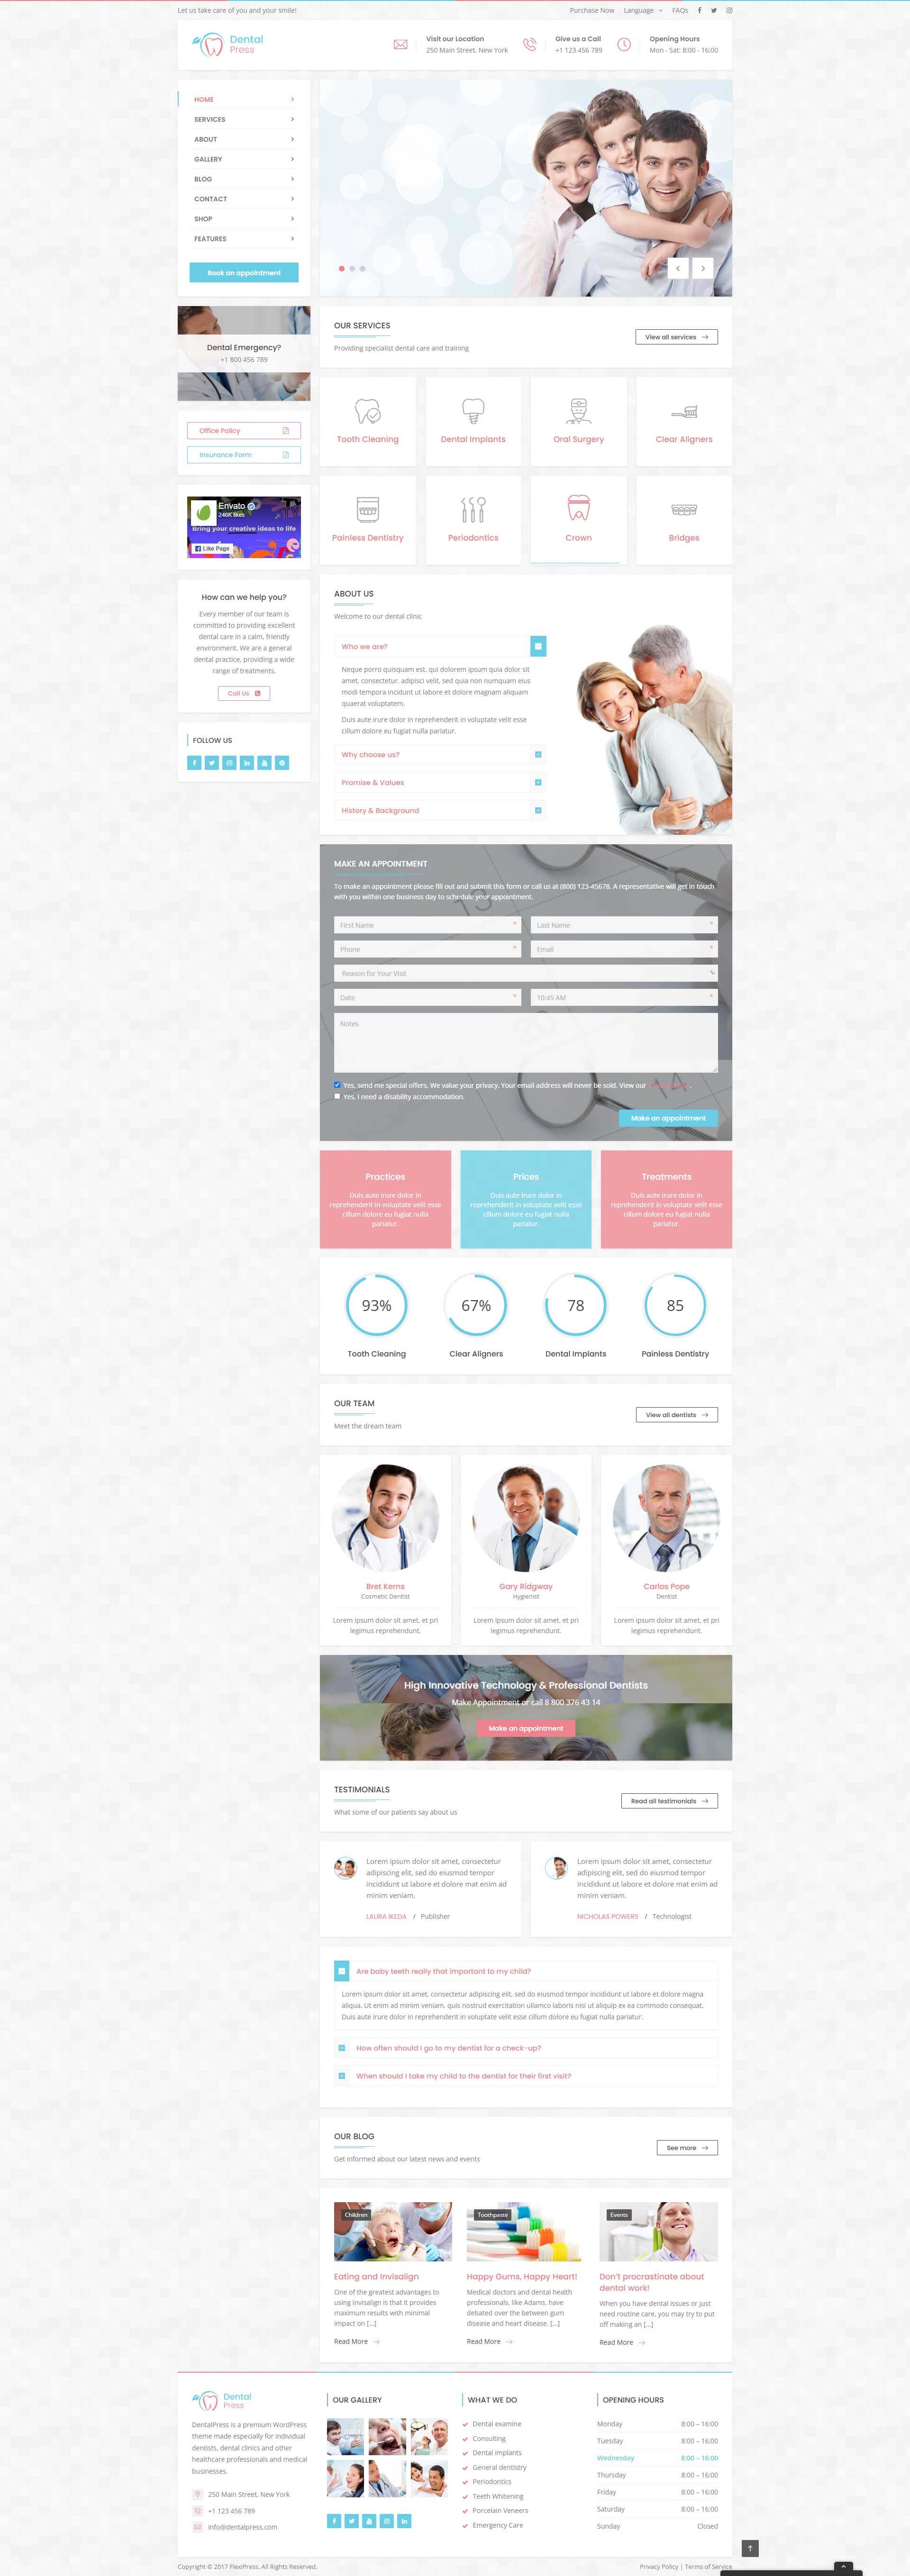 Let us take care of you and your smile!
Purchase Now Language FAQs
Dental
Press
Visit our Location
250 Main Street, New York
Give us a Call
+1 123 456 789
Opening Hours
Mon - Sat: 8:00 - 16:00
HOME
SERVICES
ABOUT
GALLERY
BLOG
CONTACT
SHOP
FEATURES
Book an appointment
Dental Emergency?
+1 800 456 789
Office Policy
Insurance Form
Envato
Bring your creative ideas to life
Like Page
How can we help you?
Every member of our team is
committed to providing excellent
dental care in a calm, friendly
environment. We are a general
dental practice, providing a wide
range of treatments.
Call Us
FOLLOW US
OUR SERVICES
Providing specialist dental care and training
View all services
Tooth Cleaning
Dental Implants
Oral Surgery
Clear Aligners
Painless Dentistry
Periodontics
Crown
Bridges
ABOUT US
Welcome to our dental clinic
Who we are?
Neque porro quisquam est, qui dolorem ipsum quia dolor sit
amet, consectetur, adipisci velit, sed quia non numquam eius
modi tempora incidunt ut labore et dolore magnam aliquam
quaerat voluptatem.
Duis aute irure dolor in reprehenderit in voluptate velit esse
cillum dolore eu fugiat nulla pariatur.
Why choose us?
Promise & Values
History & Background
MAKE AN APPOINTMENT
To make an appointment please fill out and submit this form or call us at (800) 123-45678. A representative will get in touch
with you within one business day to schedule your appointment.
First Name *
Last Name *
Phone *
Email *
Reason for Your Visit
Date *
10:45 AM *
Notes
Yes, send me special offers. We value your privacy. Your email address will never be sold. View our
Yes, I need a disability accommodation.
Make an appointment
Practices
Duis aute irure dolor in
reprehenderit in voluptate velit esse
cillum dolore eu fugiat nulla
pariatur.
Prices
Duis aute irure dolor in
reprehenderit in voluptate velit esse
cillum dolore eu fugiat nulla
pariatur.
Treatments
Duis aute irure dolor in
reprehenderit in voluptate velit esse
cillum dolore eu fugiat nulla
pariatur.
93%
Tooth Cleaning
67%
Clear Aligners
78
Dental Implants
85
Painless Dentistry
OUR TEAM
Meet the dream team
View all dentists
Bret Kerns
Cosmetic Dentist
Lorem ipsum dolor sit amet, et pri
legimus reprehendunt.
Gary Ridgway
Hygienist
Lorem ipsum dolor sit amet, et pri
legimus reprehendunt.
Carlos Pope
Dentist
Lorem ipsum dolor sit amet, et pri
legimus reprehendunt.
High Innovative Technology & Professional Dentists
Make Appointment or call 8 800 376 43 14
Make an appointment
TESTIMONIALS
What some of our patients say about us
Read all testimonials
Lorem ipsum dolor sit amet, consectetur
adipiscing elit, sed do eiusmod tempor
incididunt ut labore et dolore mat enim ad
minim veniam.
LAURA IKEDA / Publisher
Lorem ipsum dolor sit amet, consectetur
adipiscing elit, sed do eiusmod tempor
incididunt ut labore et dolore mat enim ad
minim veniam.
NICHOLAS POWERS / Technologist
Are baby teeth really that important to my child?
Lorem ipsum dolor sit amet, consectetur adipiscing elit, sed do eiusmod tempor incididunt ut labore et dolore magna
aliqua. Ut enim ad minim veniam, quis nostrud exercitation ullamco laboris nisi ut aliquip ex ea commodo consequat.
Duis aute irure dolor in reprehenderit in voluptate velit esse cillum dolore eu fugiat nulla pariatur.
How often should I go to my dentist for a check-up?
When should I take my child to the dentist for their first visit?
OUR BLOG
Get informed about our latest news and events
See more
Children
Eating and Invisalign
One of the greatest advantages to
using Invisalign is that it provides
maximum results with minimal
impact on [...]
Read More
Toothpaste
Happy Gums, Happy Heart!
Medical doctors and dental health
professionals, like Adams, have
debated over the between gum
disease and heart disease. [...]
Read More
Events
Don't procrastinate about
dental work!
When you have dental issues or just
need routine care, you may try to put
off making an [...]
Read More
Dental
Press
DentalPress is a premium WordPress
theme made especially for individual
dentists, dental clinics and other
healthcare professionals and medical
businesses.
250 Main Street, New York
+1 123 456 789
info@dentalpress.com
OUR GALLERY
WHAT WE DO
Dental examine
Consulting
Dental implants
General dentistry
Periodontics
Teeth Whitening
Porcelain Veneers
Emergency Care
OPENING HOURS
Monday 8:00 – 16:00
Tuesday 8:00 – 16:00
Wednesday 8:00 – 16:00
Thursday 8:00 – 16:00
Friday 8:00 – 16:00
Saturday 8:00 – 16:00
Sunday Closed
Copyright © 2017 FlexiPress. All Rights Reserved.
Privacy Policy | Terms of Service